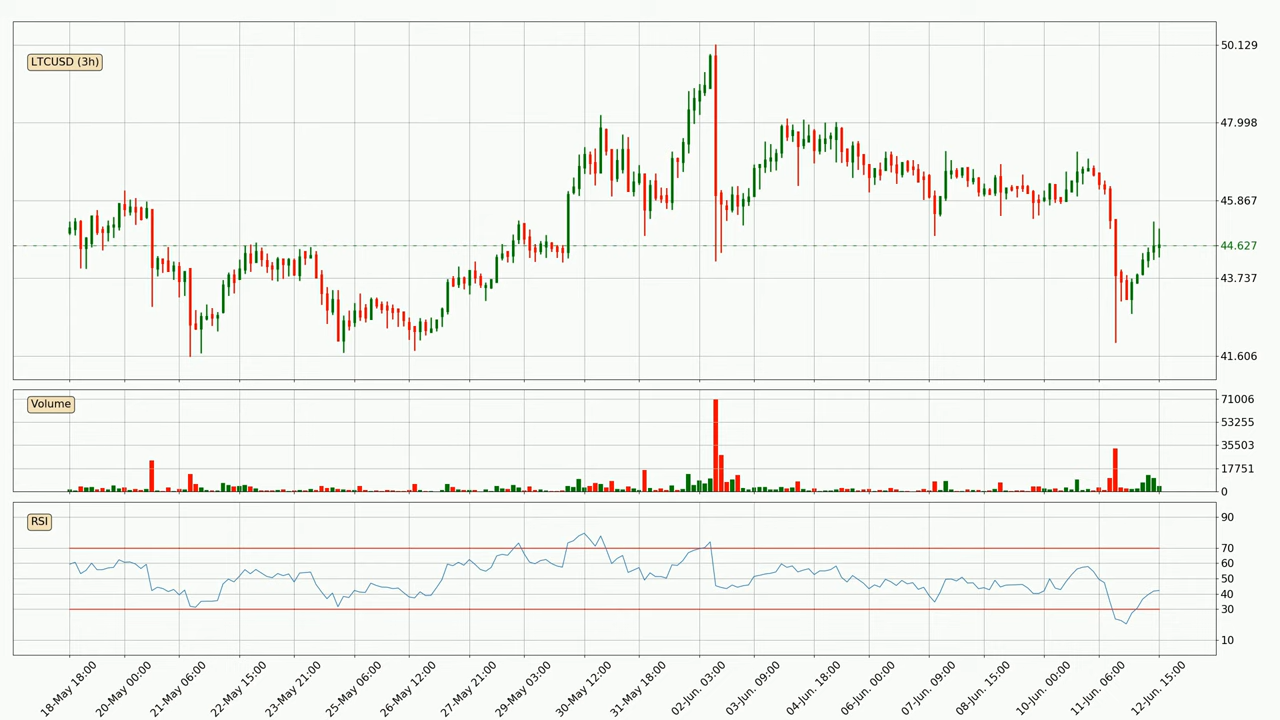 LTCUSD (3h)
50.129
47.998
45.867
44.627
43.737
41.606
Volume
71006
53255
35503
17751
0
RSI
90
70
60
50
40
30
10
18-May 18:00
20-May 00:00
21-May 06:00
22-May 15:00
23-May 21:00
25-May 06:00
26-May 12:00
27-May 21:00
29-May 03:00
30-May 12:00
31-May 18:00
02-Jun. 03:00
03-Jun. 09:00
04-Jun. 18:00
06-Jun. 00:00
07-Jun. 09:00
08-Jun. 15:00
10-Jun. 00:00
11-Jun. 06:00
12-Jun. 15:00